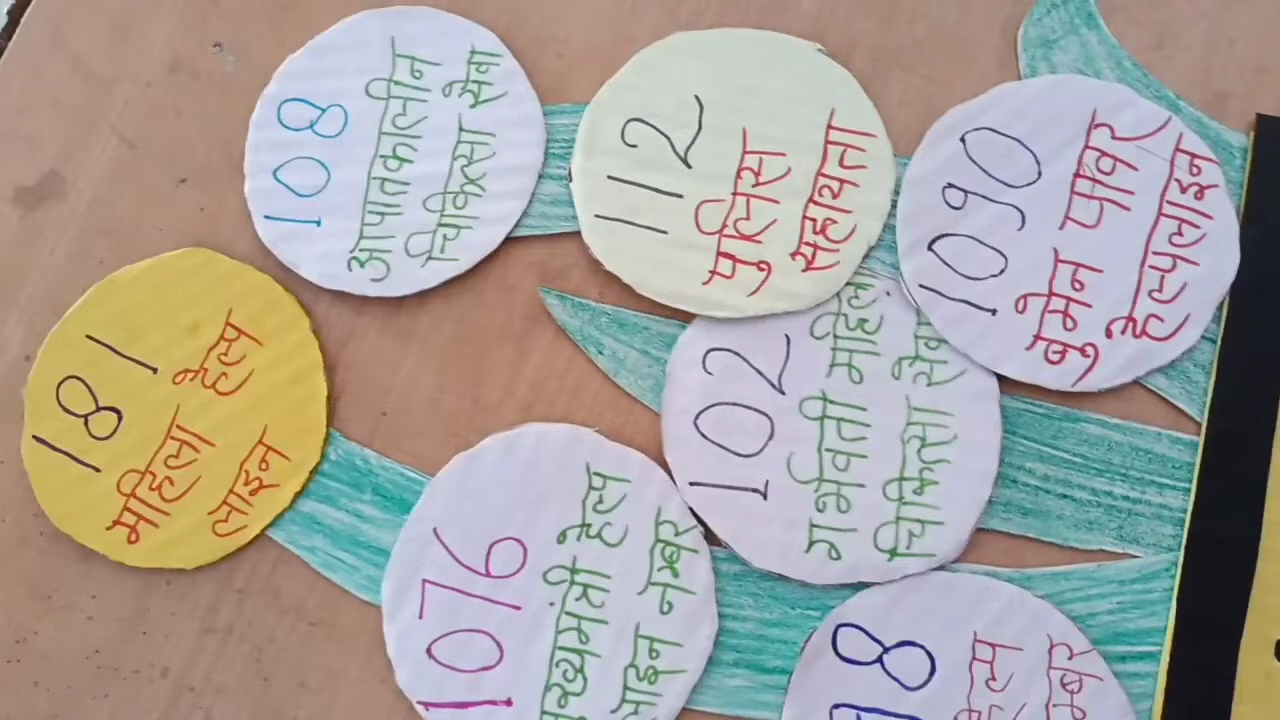 108
आपातकालीन
चिकित्सा सेवा
112
पुलिस
सहायता
1090
वुमेन पॉवर
हेल्पलाइन
181
महिला हेल्प
लाइन
102
गर्भवती महिला
चिकित्सा सेवा
1076
मुख्यमंत्री हेल्प
लाइन नम्बर
98
हेल्प